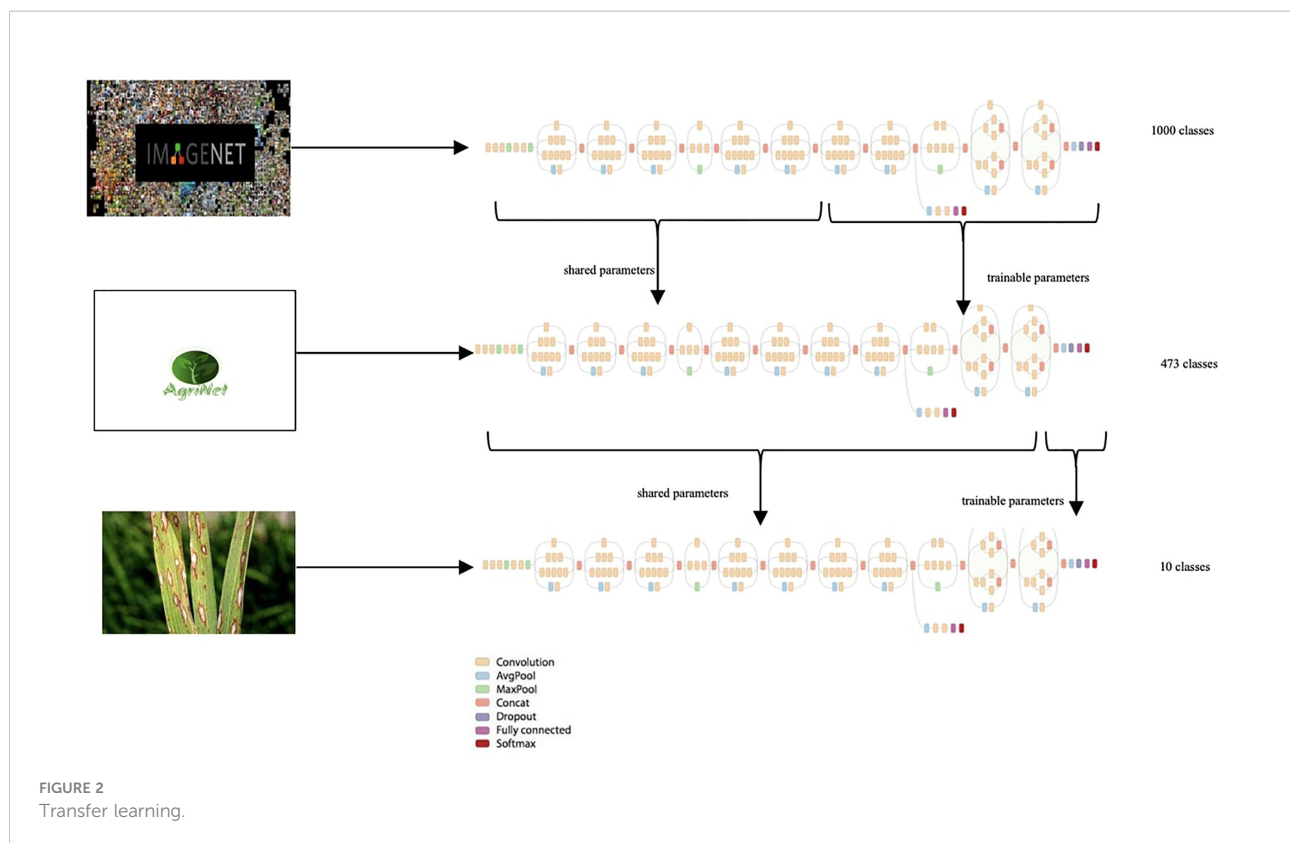 IMAGENET
1000 classes
shared parameters
trainable parameters
AgriNet
473 classes
shared parameters
trainable parameters
10 classes
Convolution
AvgPool
MaxPool
Concat
Dropout
Fully connected
Softmax
FIGURE 2
Transfer learning.